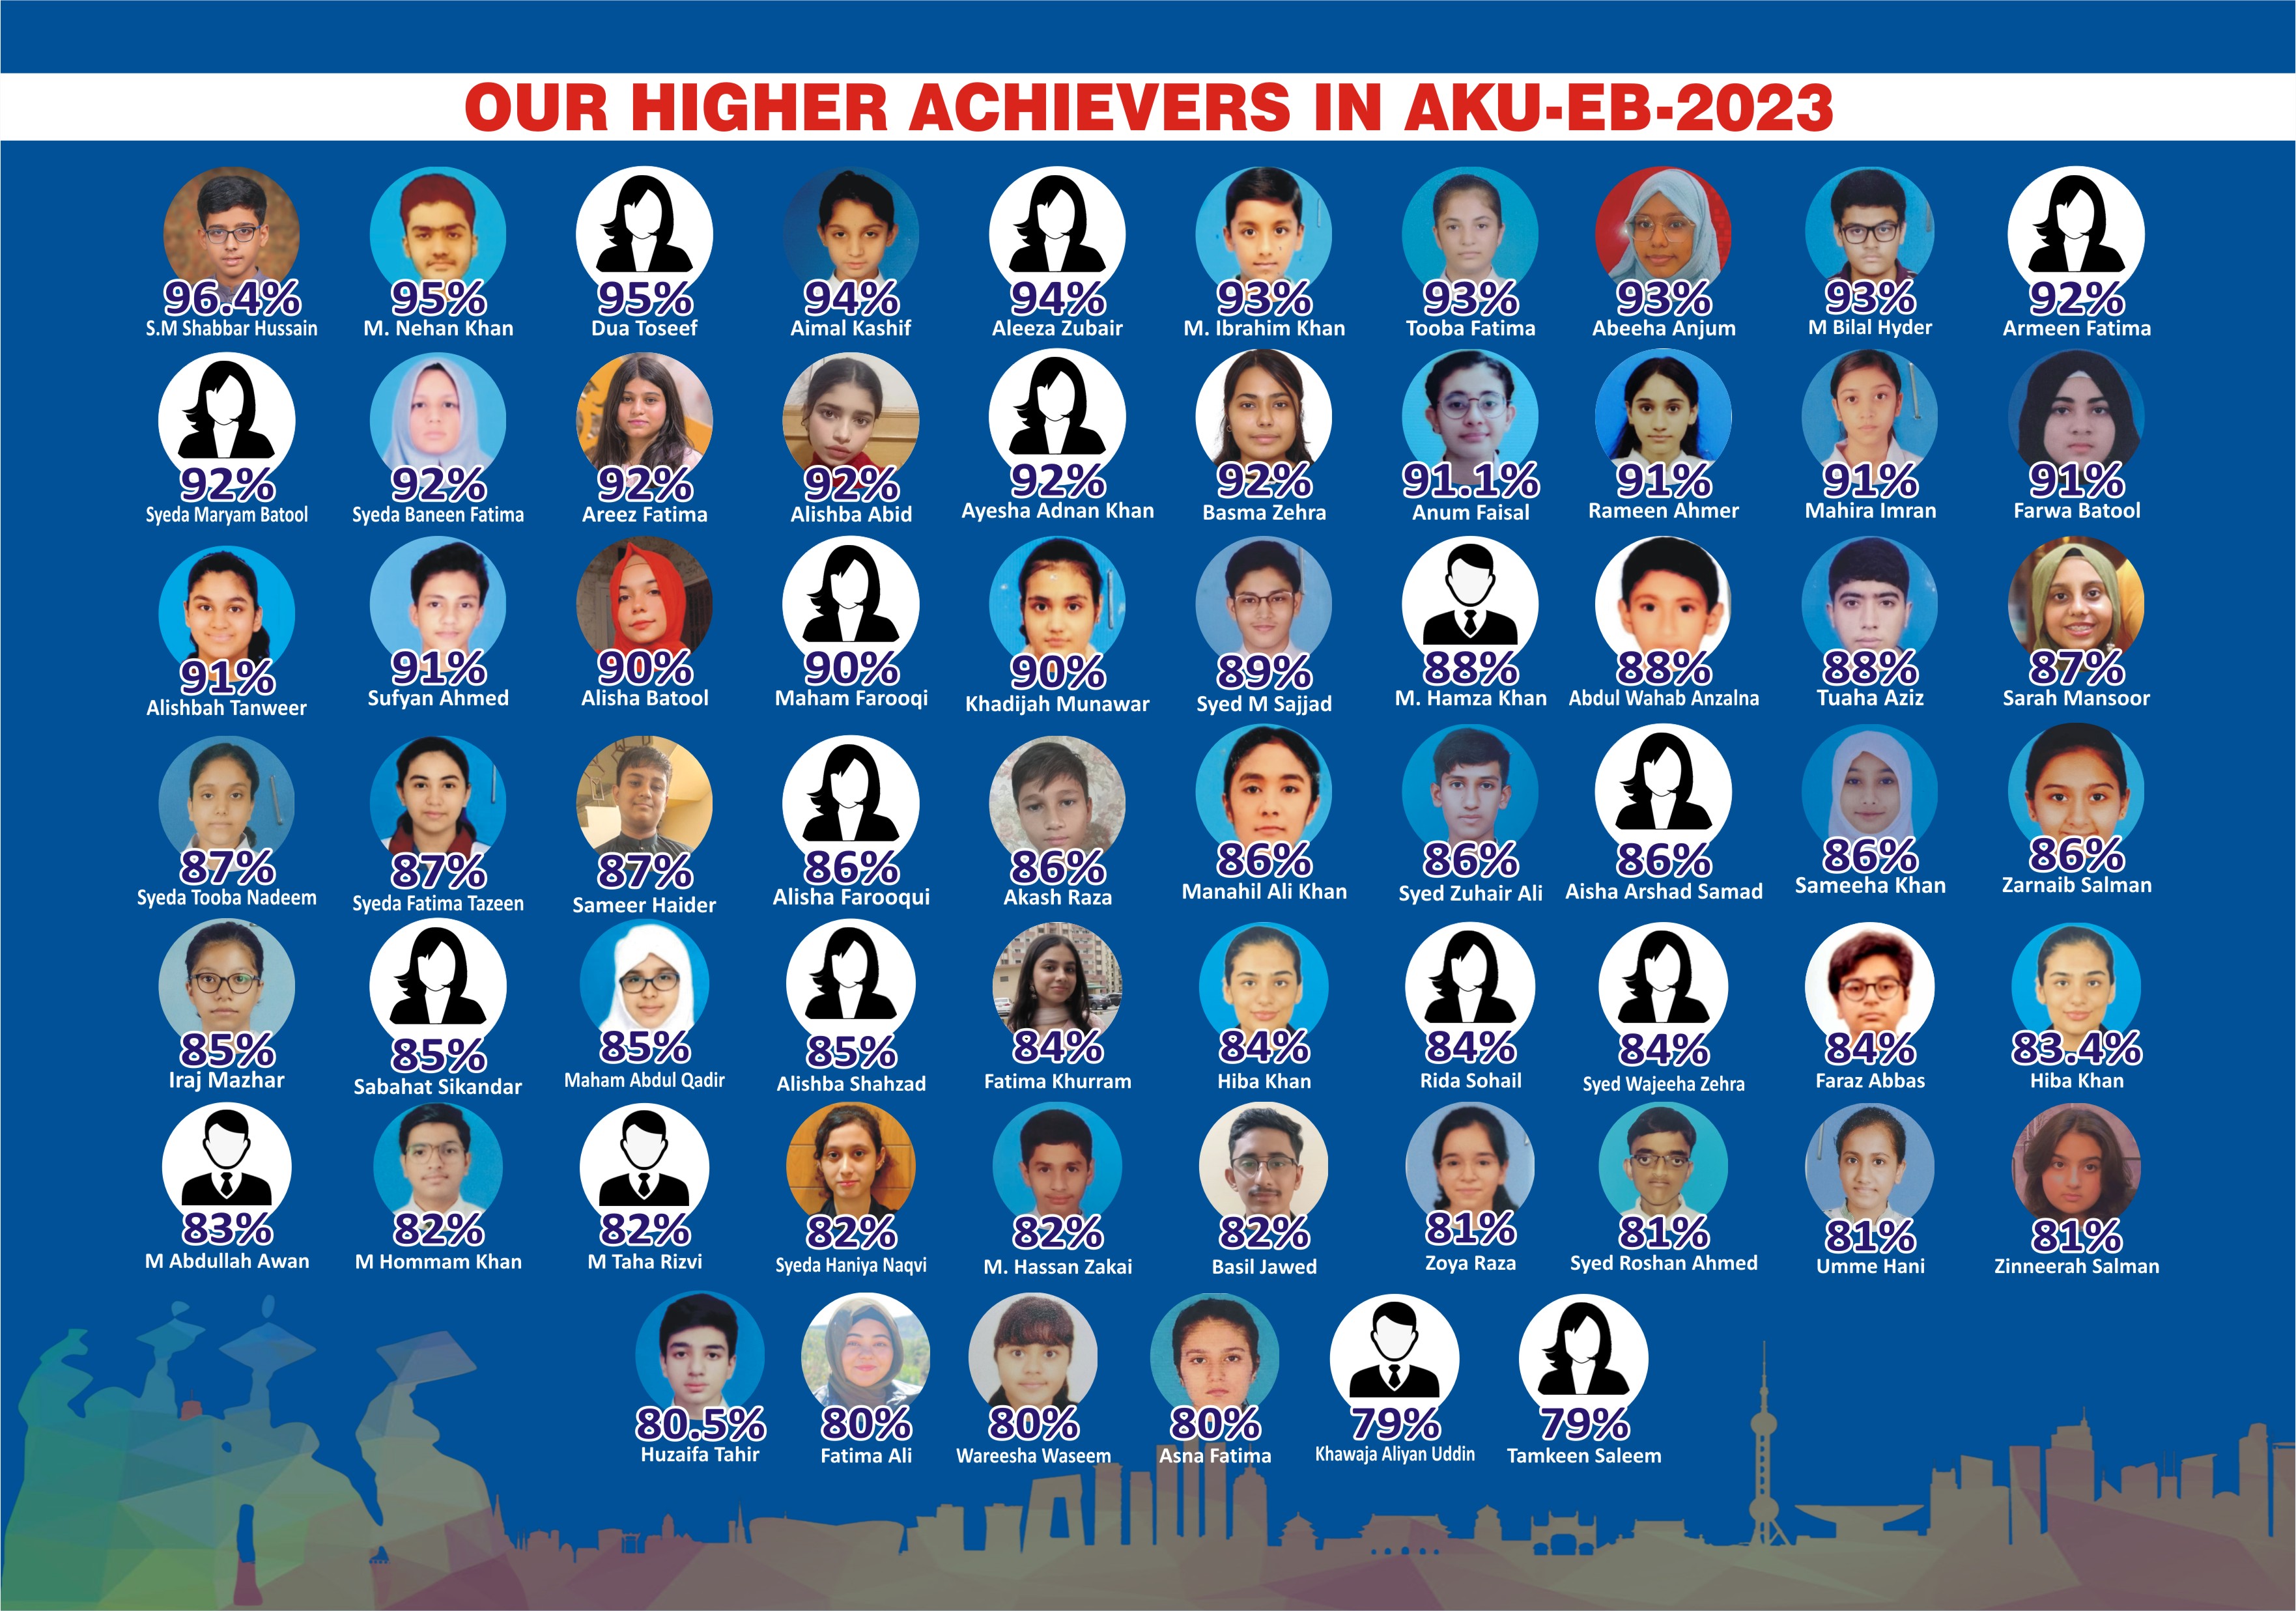 OUR HIGHER ACHIEVERS IN AKU-EB-2023
96.4%
S.M Shabbar Hussain
95%
M. Nehan Khan
95%
Dua Toseef
94%
Aimal Kashif
94%
Aleeza Zubair
93%
M. Ibrahim Khan
93%
Tooba Fatima
93%
Abeeha Anjum
93%
M Bilal Hyder
92%
Armeen Fatima
92%
Syeda Maryam Batool
92%
Syeda Baneen Fatima
92%
Areez Fatima
92%
Alishba Abid
92%
Ayesha Adnan Khan
92%
Basma Zehra
91.1%
Anum Faisal
91%
Rameen Ahmer
91%
Mahira Imran
91%
Farwa Batool
91%
Alishbah Tanweer
91%
Sufyan Ahmed
90%
Alisha Batool
90%
Maham Farooqi
90%
Khadijah Munawar
89%
Syed M Sajjad
88%
M. Hamza Khan
88%
Abdul Wahab Anzalna
88%
Tuaha Aziz
87%
Sarah Mansoor
87%
Syeda Tooba Nadeem
87%
Syeda Fatima Tazeen
87%
Sameer Haider
86%
Alisha Farooqui
86%
Akash Raza
86%
Manahil Ali Khan
86%
Syed Zuhair Ali
86%
Aisha Arshad Samad
86%
Sameeha Khan
86%
Zarnaib Salman
85%
Iraj Mazhar
85%
Sabahat Sikandar
85%
Maham Abdul Qadir
85%
Alishba Shahzad
84%
Fatima Khurram
84%
Hiba Khan
84%
Rida Sohail
84%
Syed Wajeeha Zehra
84%
Faraz Abbas
83.4%
Hiba Khan
83%
M Abdullah Awan
82%
M Hommam Khan
82%
M Taha Rizvi
82%
Syeda Haniya Naqvi
82%
M. Hassan Zakai
82%
Basil Jawed
81%
Zoya Raza
81%
Syed Roshan Ahmed
81%
Umme Hani
81%
Zinneerah Salman
80.5%
Huzaifa Tahir
80%
Fatima Ali
80%
Wareesha Waseem
80%
Asna Fatima
79%
Khawaja Aliyan Uddin
79%
Tamkeen Saleem